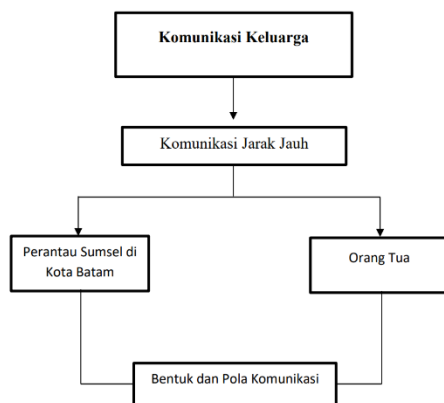 Komunikasi Keluarga
Komunikasi Jarak Jauh
Perantau Sumsel di
Kota Batam
Orang Tua
Bentuk dan Pola Komunikasi